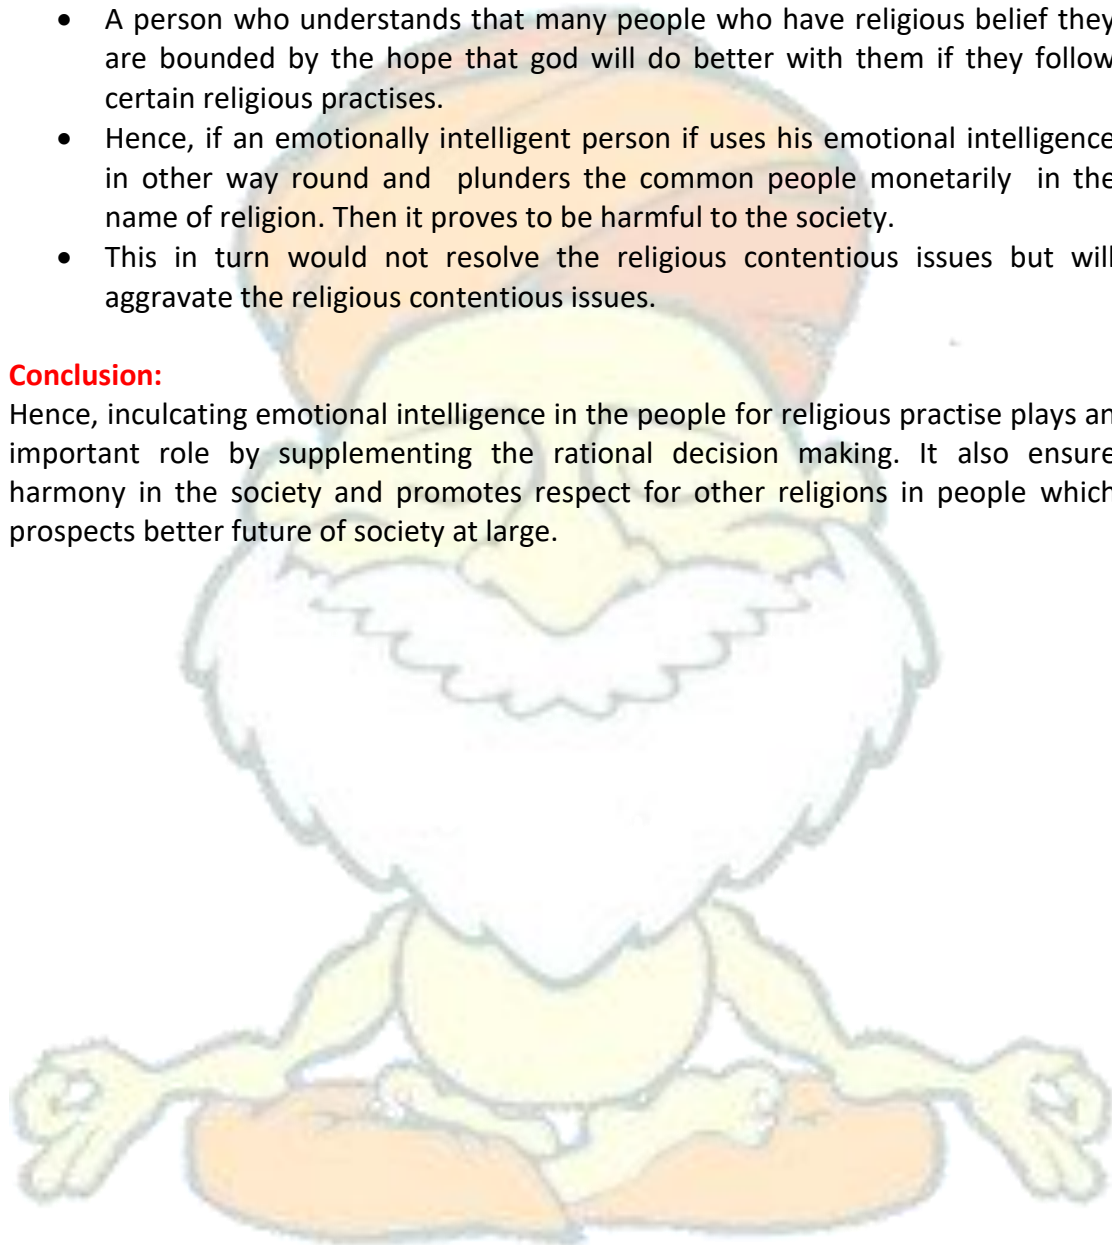 • A person who understands that many people who have religious belief they
are bounded by the hope that god will do better with them if they follow
certain religious practises.
• Hence, if an emotionally intelligent person if uses his emotional intelligence
in other way round and plunders the common people monetarily in the
name of religion. Then it proves to be harmful to the society.
• This in turn would not resolve the religious contentious issues but will
aggravate the religious contentious issues.
Conclusion:
Hence, inculcating emotional intelligence in the people for religious practise plays an
important role by supplementing the rational decision making. It also ensure
harmony in the society and promotes respect for other religions in people which
prospects better future of society at large.